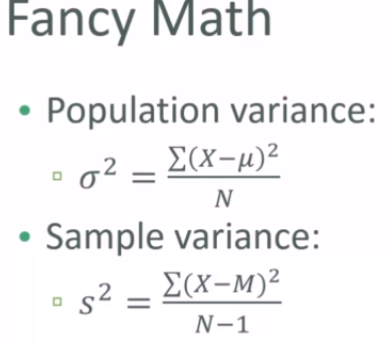 Fancy Math
• Population variance:
▫ σ² = Σ(X−μ)² / N
• Sample variance:
▫ s² = Σ(X−M)² / N−1